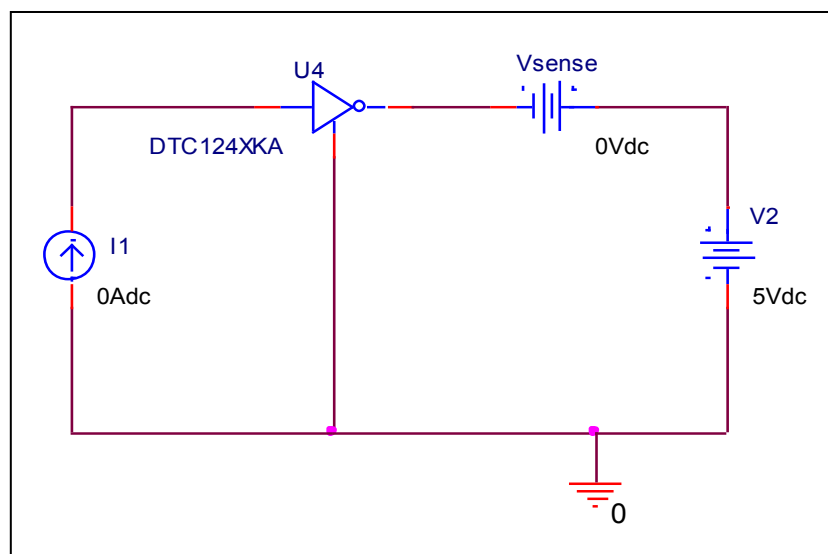 U4
Vsense
DTC124XKA
0Vdc
V2
I1
0Adc
5Vdc
0